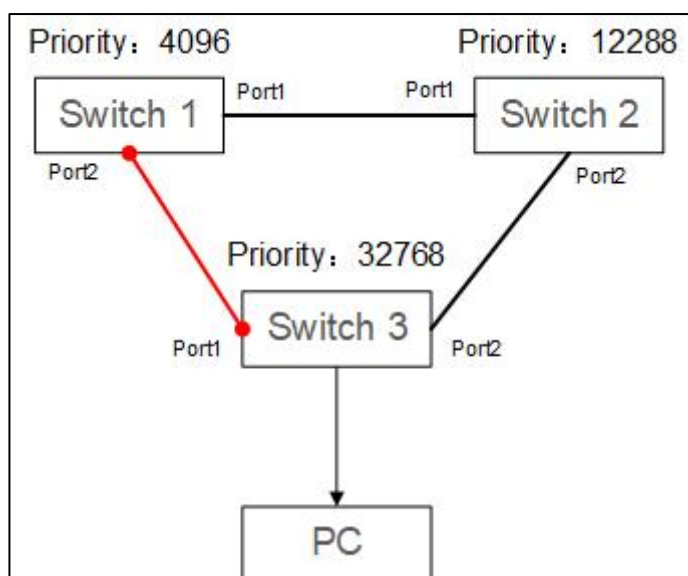 Priority：4096
Priority：12288
Switch 1
Port1
Port1
Switch 2
Port2
Port2
Priority：32768
Switch 3
Port1
Port2
PC